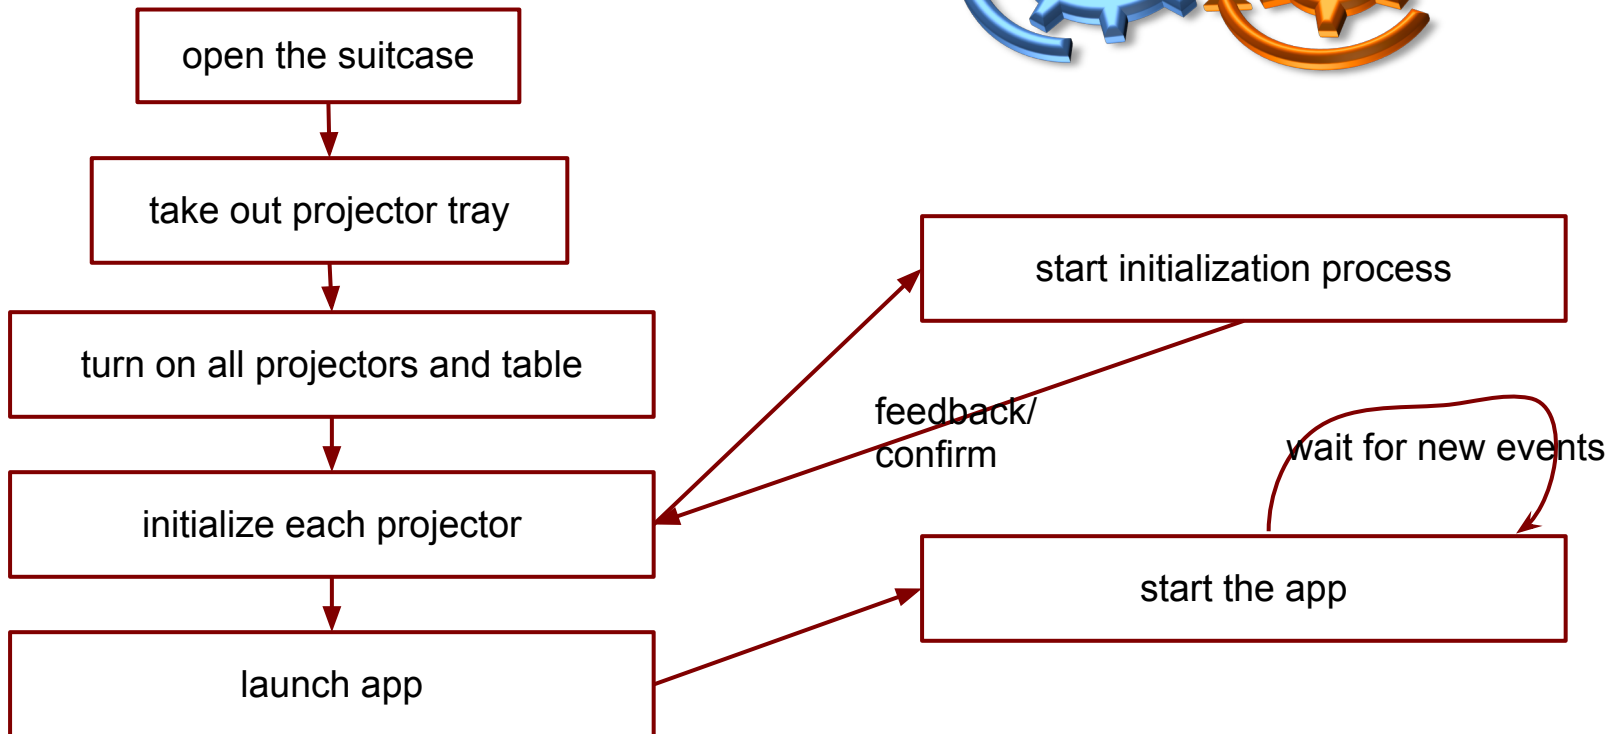 open the suitcase
take out projector tray
turn on all projectors and table
initialize each projector
launch app
start initialization process
feedback/
confirm
wait for new events
start the app